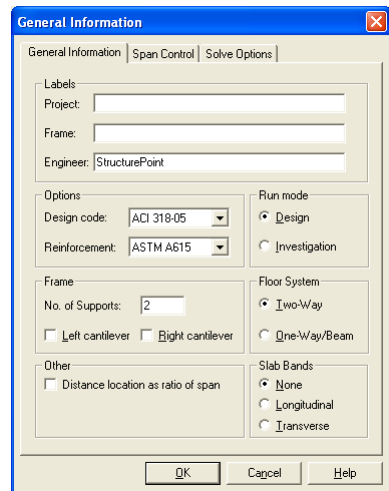 General Information
General Information Span Control Solve Options
Labels
Project:
Frame:
Engineer: StructurePoint
Options
Design code: ACI 318-05
Reinforcement: ASTM A615
Run mode
Design
Investigation
Frame
No. of Supports: 2
Left cantilever Right cantilever
Floor System
Two-Way
One-Way/Beam
Other
Distance location as ratio of span
Slab Bands
None
Longitudinal
Transverse
OK Cancel Help